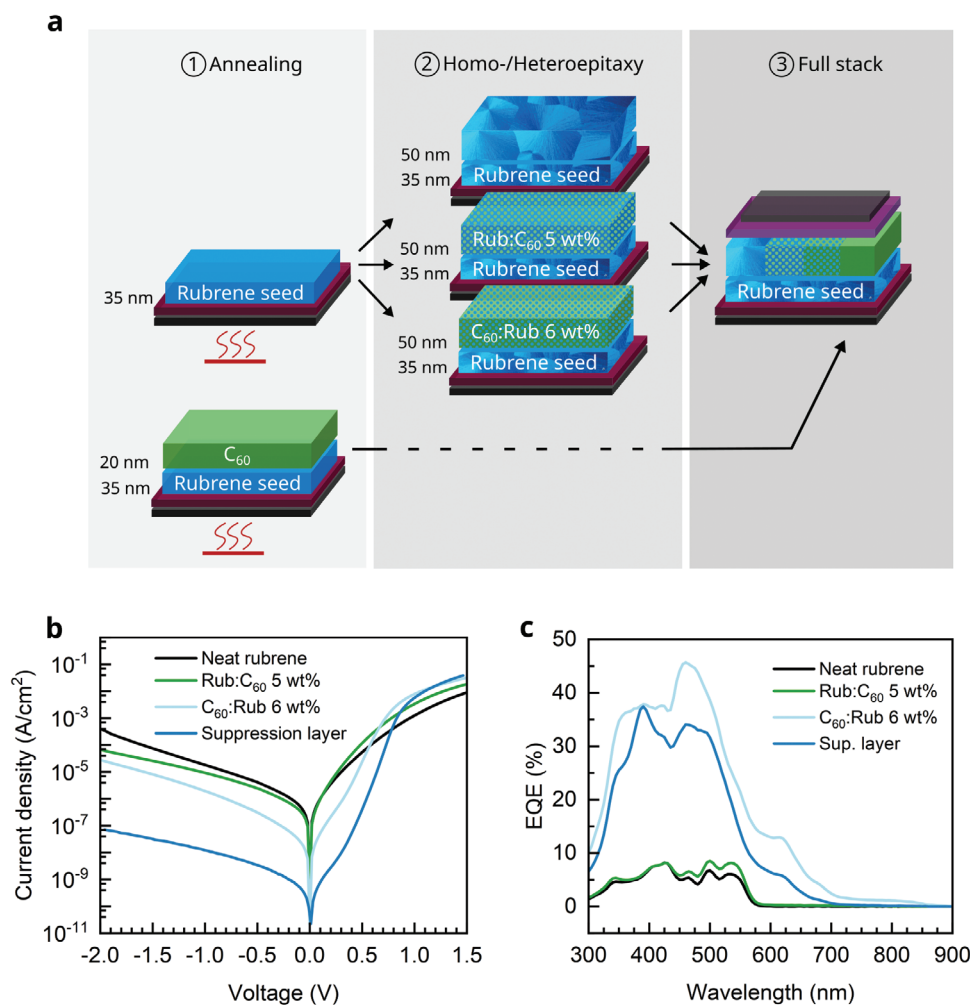 a
① Annealing
② Homo-/Heteroepitaxy
③ Full stack
50 nm
35 nm
Rubrene seed
50 nm
35 nm
Rub:C₆₀ 5 wt%
Rubrene seed
35 nm
Rubrene seed
50 nm
35 nm
C₆₀:Rub 6 wt%
Rubrene seed
Rubrene seed
20 nm
35 nm
C₆₀
Rubrene seed
b
Current density (A/cm²)
10⁻¹
10⁻³
10⁻⁵
10⁻⁷
10⁻⁹
10⁻¹¹
Neat rubrene
Rub:C₆₀ 5 wt%
C₆₀:Rub 6 wt%
Suppression layer
-2.0 -1.5 -1.0 -0.5 0.0 0.5 1.0 1.5
Voltage (V)
c
EQE (%)
50
40
30
20
10
0
Neat rubrene
Rub:C₆₀ 5 wt%
C₆₀:Rub 6 wt%
Sup. layer
300 400 500 600 700 800 900
Wavelength (nm)